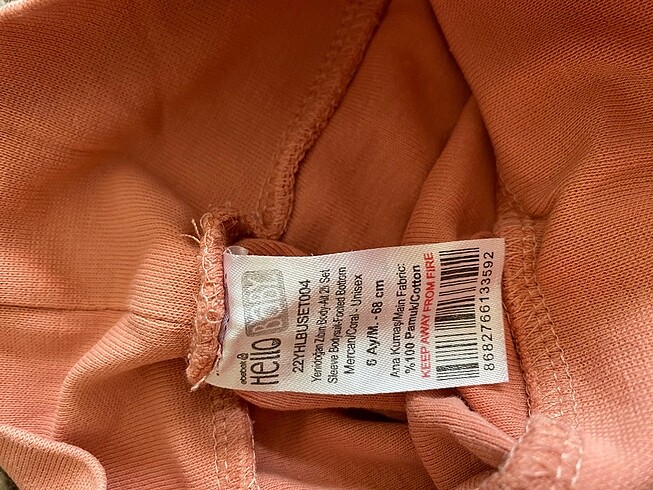 ebebek
Hello
BABY
22YHLBUSET004
Yenidoğan Zıbın Body-Alt 2li Set
Sleeve Bodysuit-Footed Bottom
Mercan/Coral - Unisex
6 Ay/M. - 68 cm
Ana Kumaş/Main Fabric:
%100 Pamuk/Cotton
KEEP AWAY FROM FIRE
8682766133592